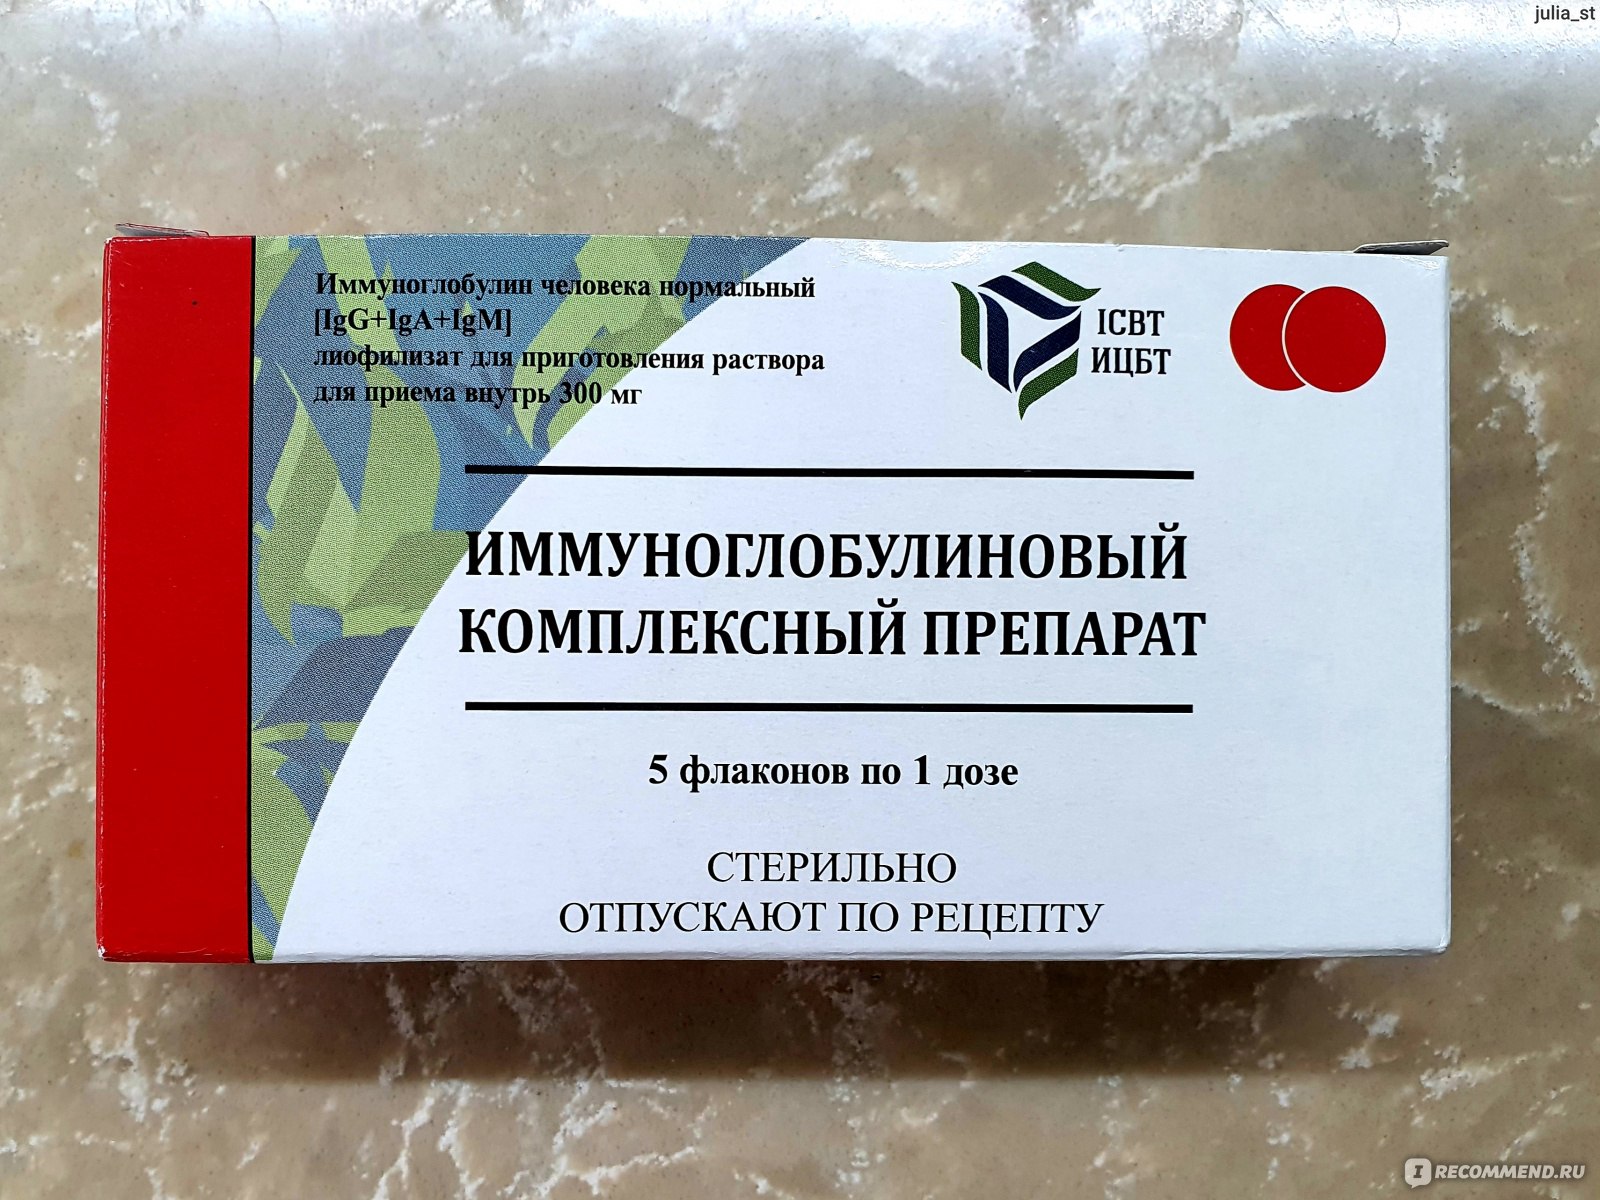 julia_st
Иммуноглобулин человека нормальный
[IgG+IgA+IgM]
лиофилизат для приготовления раствора
для приема внутрь 300 мг
ICBT
ИЦБТ
ИММУНОГЛОБУЛИНОВЫЙ
КОМПЛЕКСНЫЙ ПРЕПАРАТ
5 флаконов по 1 дозе
СТЕРИЛЬНО
ОТПУСКАЮТ ПО РЕЦЕПТУ
IRECOMMEND.RU